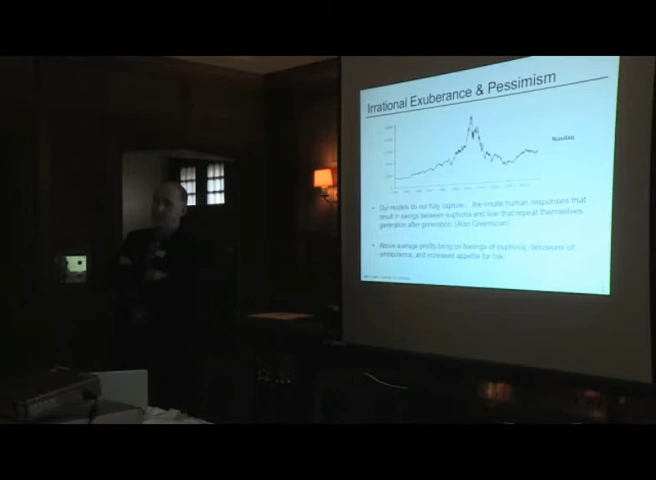 Irrational Exuberance & Pessimism
Nasdaq
Our models do not fully capture... the innate human responses that
result in swings between euphoria and fear that repeat themselves
generation after generation. (Alan Greenspan)
Above average profits bring on feelings of euphoria, delusions of
omnipotence, and increased appetite for risk.